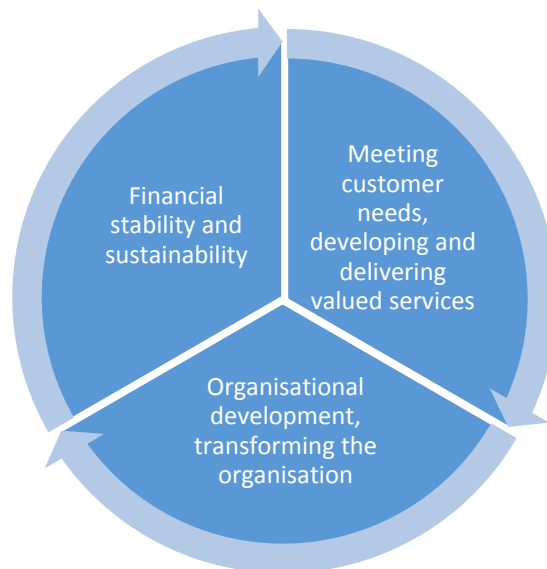 Financial
stability and
sustainability
Meeting
customer
needs,
developing and
delivering
valued services
Organisational
development,
transforming the
organisation